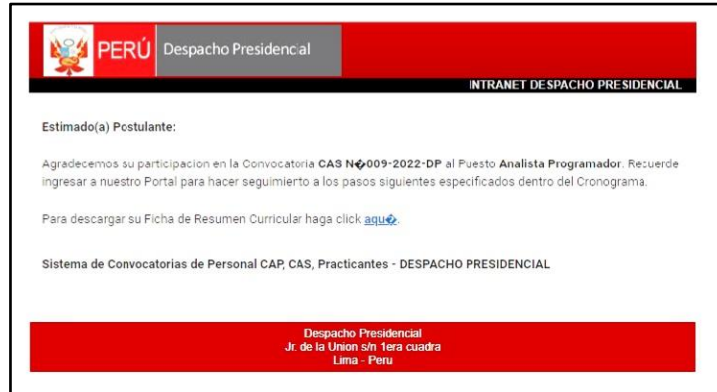 PERÚ Despacho Presidencial
INTRANET DESPACHO PRESIDENCIAL
Estimado(a) Postulante:
Agradecemos su participacion en la Convocatoria CAS N�009-2022-DP al Puesto Analista Programador. Recuerde
ingresar a nuestro Portal para hacer seguimiento a los pasos siguientes especificados dentro del Cronograma.
Para descargar su Ficha de Resumen Curricular haga click aqu�.
Sistema de Convocatorias de Personal CAP, CAS, Practicantes - DESPACHO PRESIDENCIAL
Despacho Presidencial
Jr. de la Union s/n 1era cuadra
Lima - Peru